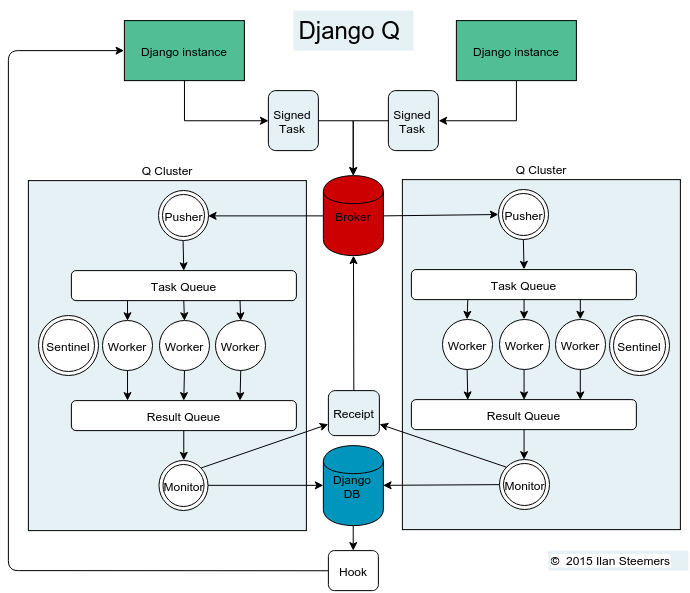 Django Q
Django instance
Django instance
Signed
Task
Signed
Task
Q Cluster
Q Cluster
Pusher
Broker
Pusher
Task Queue
Task Queue
Sentinel
Worker
Worker
Worker
Worker
Worker
Worker
Sentinel
Result Queue
Receipt
Result Queue
Monitor
Django
DB
Monitor
Hook
© 2015 Ilan Steemers